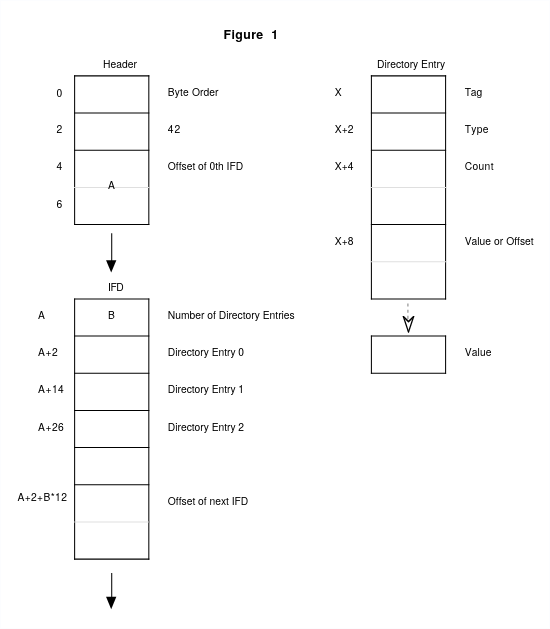 Figure 1
Header
0 Byte Order
2 42
4 Offset of 0th IFD
A
6
IFD
A B Number of Directory Entries
A+2 Directory Entry 0
A+14 Directory Entry 1
A+26 Directory Entry 2
A+2+B*12 Offset of next IFD
Directory Entry
X Tag
X+2 Type
X+4 Count
X+8 Value or Offset
Value